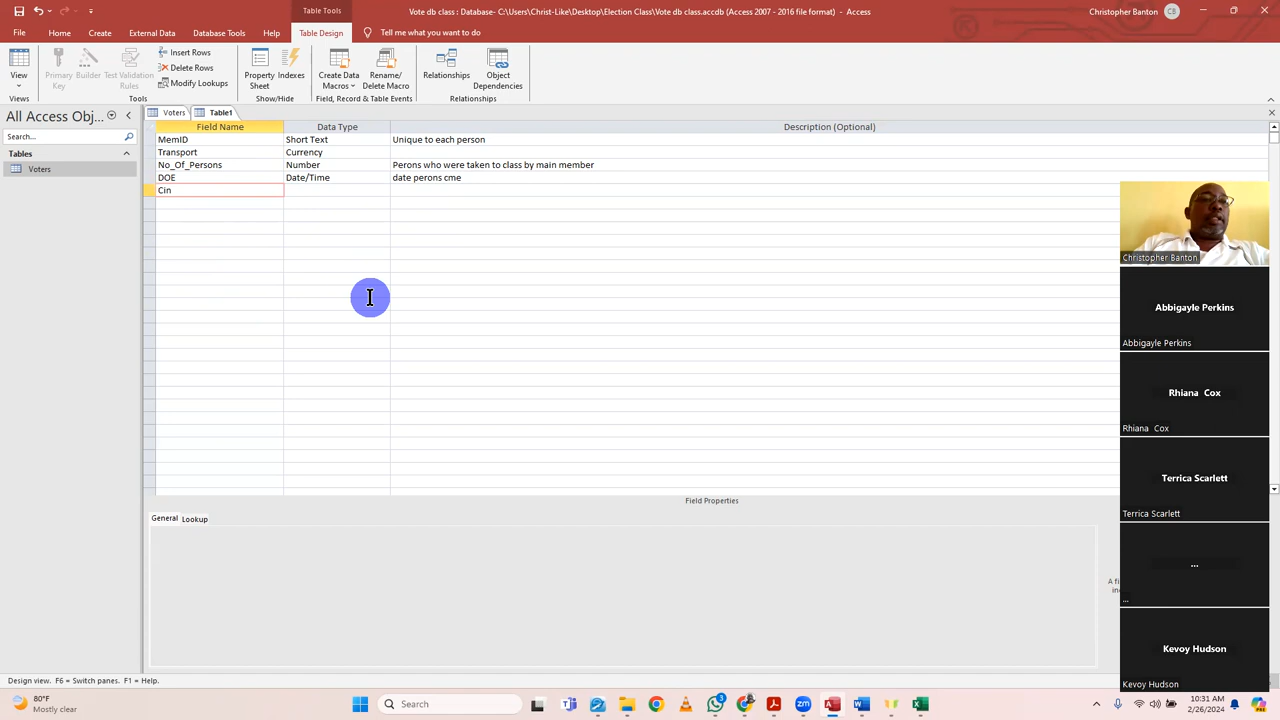 Table Tools
Vote db class : Database- C:\Users\Christ-Like\Desktop\Election Class\Vote db class.accdb (Access 2007 - 2016 file format) - Access
Christopher Banton
CB
File
Home
Create
External Data
Database Tools
Help
Table Design
Tell me what you want to do
View
Primary Key
Builder
Test Validation Rules
Insert Rows
Delete Rows
Modify Lookups
Property Sheet
Indexes
Create Data Macros
Rename/ Delete Macro
Relationships
Object Dependencies
Views
Tools
Show/Hide
Field, Record & Table Events
Relationships
All Access Obj...
Search...
Tables
Voters
Voters
Table1
Field Name
Data Type
Description (Optional)
MemID
Short Text
Unique to each person
Transport
Currency
No_Of_Persons
Number
Perons who were taken to class by main member
DOE
Date/Time
date perons cme
Cin
Field Properties
General
Lookup
A fi
inc
Christopher Banton
Abbigayle Perkins
Abbigayle Perkins
Rhiana Cox
Rhiana Cox
Terrica Scarlett
Terrica Scarlett
...
...
Kevoy Hudson
Kevoy Hudson
Design view. F6 = Switch panes. F1 = Help.
80°F
Mostly clear
Search
3
10:31 AM
2/26/2024